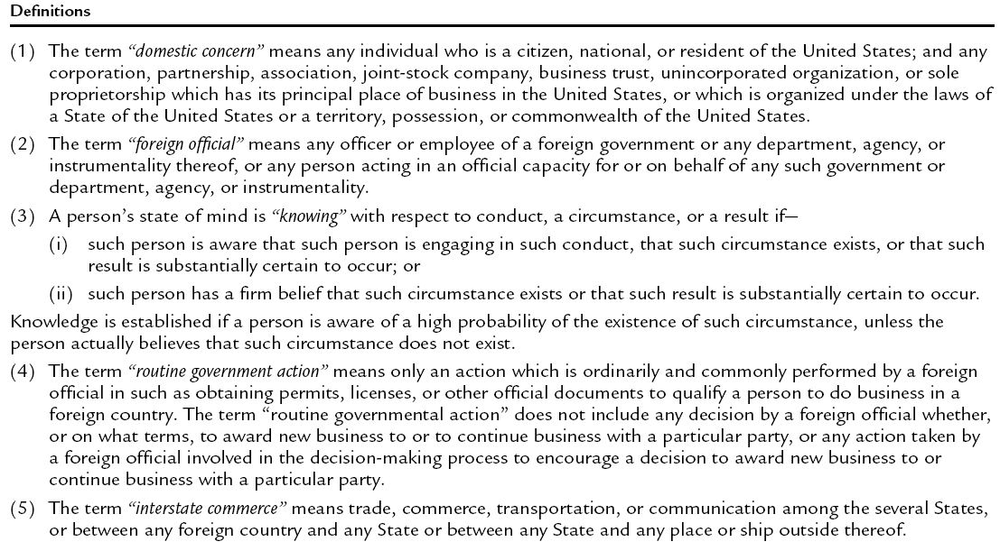 Definitions
(1) The term “domestic concern” means any individual who is a citizen, national, or resident of the United States; and any
corporation, partnership, association, joint-stock company, business trust, unincorporated organization, or sole
proprietorship which has its principal place of business in the United States, or which is organized under the laws of
a State of the United States or a territory, possession, or commonwealth of the United States.
(2) The term “foreign official” means any officer or employee of a foreign government or any department, agency, or
instrumentality thereof, or any person acting in an official capacity for or on behalf of any such government or
department, agency, or instrumentality.
(3) A person’s state of mind is “knowing” with respect to conduct, a circumstance, or a result if—
(i) such person is aware that such person is engaging in such conduct, that such circumstance exists, or that such
result is substantially certain to occur; or
(ii) such person has a firm belief that such circumstance exists or that such result is substantially certain to occur.
Knowledge is established if a person is aware of a high probability of the existence of such circumstance, unless the
person actually believes that such circumstance does not exist.
(4) The term “routine government action” means only an action which is ordinarily and commonly performed by a foreign
official in such as obtaining permits, licenses, or other official documents to qualify a person to do business in a
foreign country. The term “routine governmental action” does not include any decision by a foreign official whether,
or on what terms, to award new business to or to continue business with a particular party, or any action taken by
a foreign official involved in the decision-making process to encourage a decision to award new business to or
continue business with a particular party.
(5) The term “interstate commerce” means trade, commerce, transportation, or communication among the several States,
or between any foreign country and any State or between any State and any place or ship outside thereof.